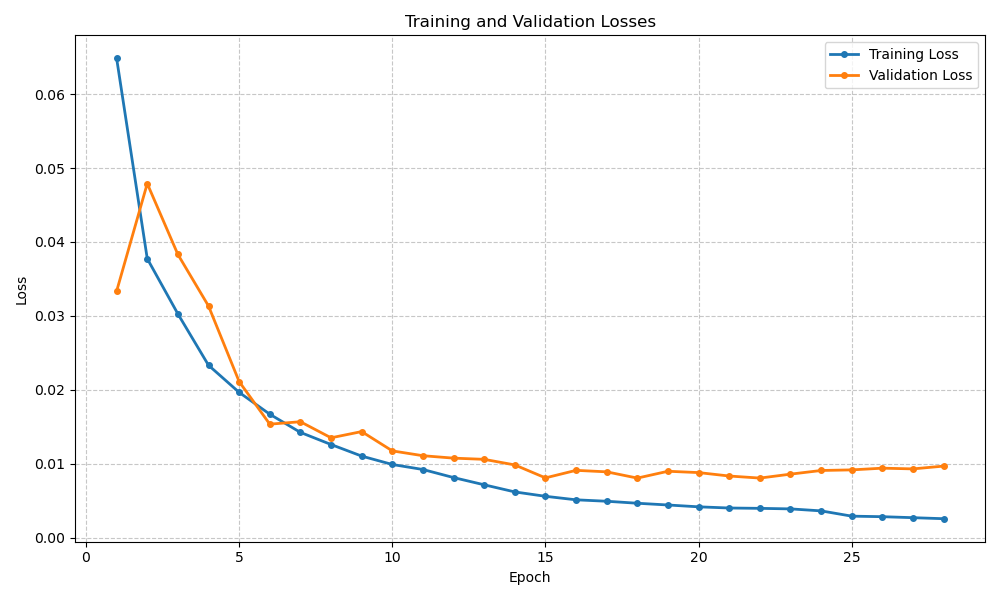 Training and Validation Losses
Training Loss
Validation Loss
0.06
0.05
0.04
0.03
0.02
0.01
0.00
Loss
0
5
10
15
20
25
Epoch